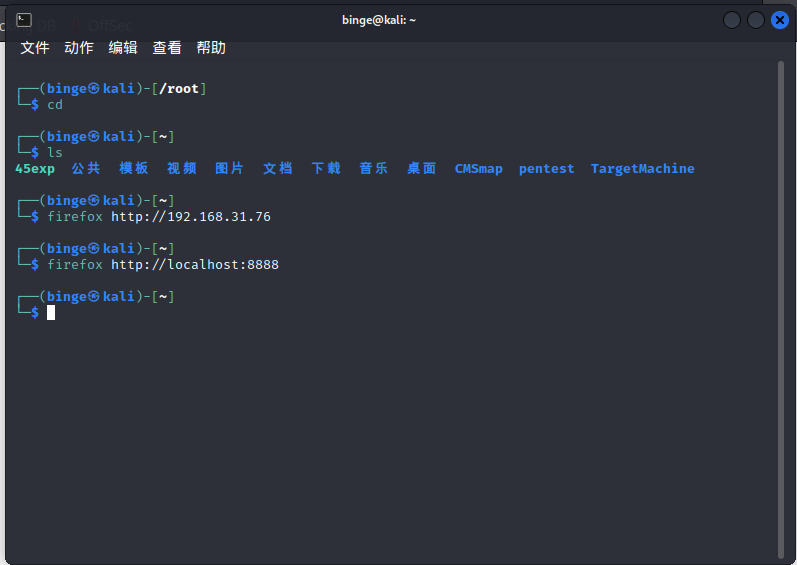 binge@kali: ~
文件 动作 编辑 查看 帮助
┌──(binge㉿kali)-[/root]
└─$ cd
┌──(binge㉿kali)-[~]
└─$ ls
45exp 公共 模板 视频 图片 文档 下载 音乐 桌面 CMSmap pentest TargetMachine
┌──(binge㉿kali)-[~]
└─$ firefox http://192.168.31.76
┌──(binge㉿kali)-[~]
└─$ firefox http://localhost:8888
┌──(binge㉿kali)-[~]
└─$